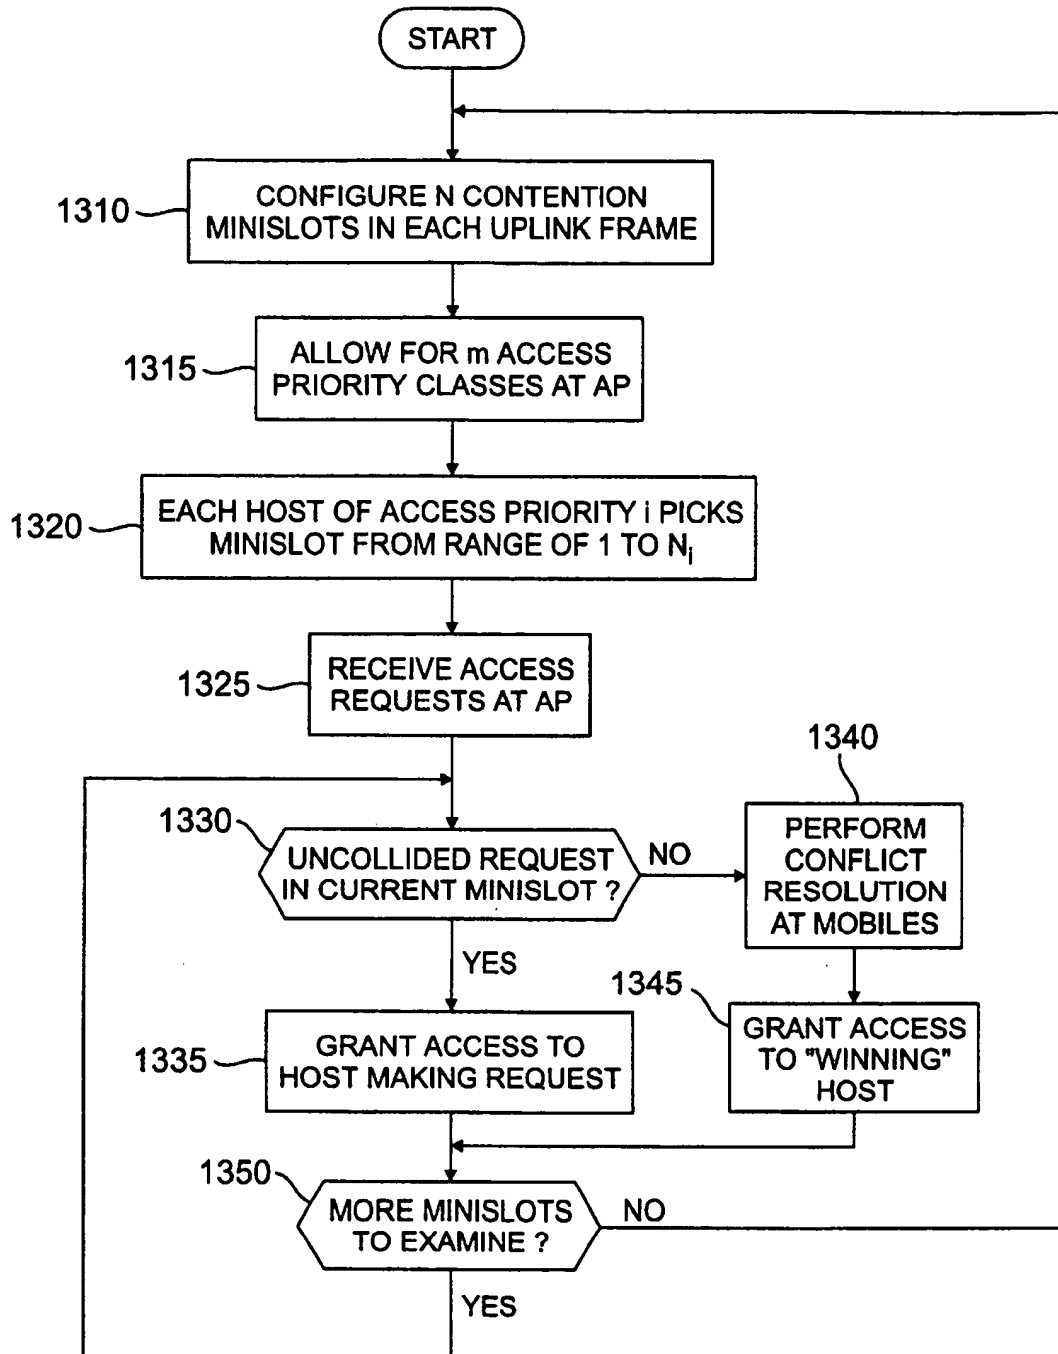 START
1310
CONFIGURE N CONTENTION
MINISLOTS IN EACH UPLINK FRAME
1315
ALLOW FOR m ACCESS
PRIORITY CLASSES AT AP
1320
EACH HOST OF ACCESS PRIORITY i PICKS
MINISLOT FROM RANGE OF 1 TO Ni
1325
RECEIVE ACCESS
REQUESTS AT AP
1330
UNCOLLIDED REQUEST
IN CURRENT MINISLOT ?
NO
1340
PERFORM
CONFLICT
RESOLUTION
AT MOBILES
YES
1335
GRANT ACCESS TO
HOST MAKING REQUEST
1345
GRANT ACCESS
TO "WINNING"
HOST
1350
MORE MINISLOTS
TO EXAMINE ?
NO
YES